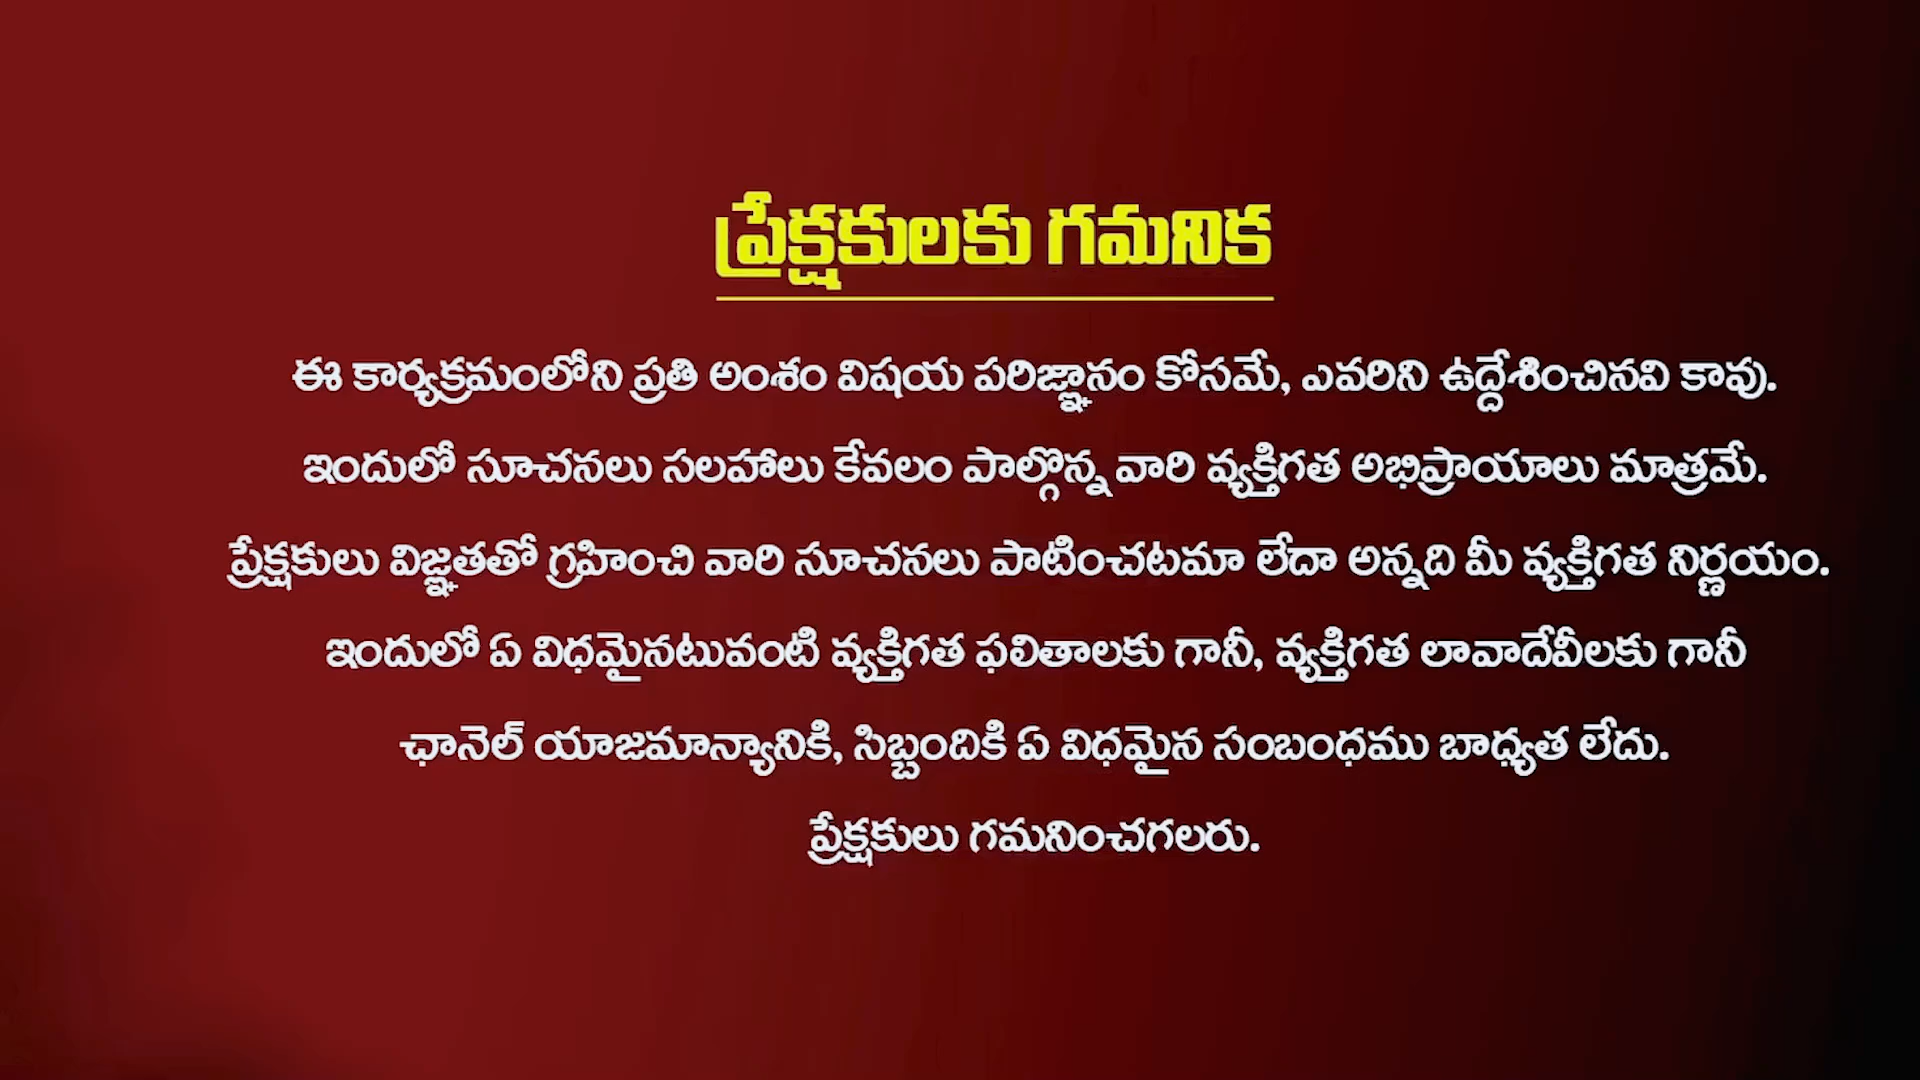 ప్రేక్షకులకు గమనిక
ఈ కార్యక్రమంలోని ప్రతి అంశం విషయ పరిజ్ఞానం కోసమే, ఎవరిని ఉద్దేశించినవి కావు.
ఇందులో సూచనలు సలహాలు కేవలం పాల్గొన్న వారి వ్యక్తిగత అభిప్రాయాలు మాత్రమే.
ప్రేక్షకులు విజ్ఞతతో గ్రహించి వారి సూచనలు పాటించటమా లేదా అన్నది మీ వ్యక్తిగత నిర్ణయం.
ఇందులో ఏ విధమైనటువంటి వ్యక్తిగత ఫలితాలకు గానీ, వ్యక్తిగత లావాదేవీలకు గానీ
ఛానెల్ యాజమాన్యానికి, సిబ్బందికి ఏ విధమైన సంబంధము బాధ్యత లేదు.
ప్రేక్షకులు గమనించగలరు.